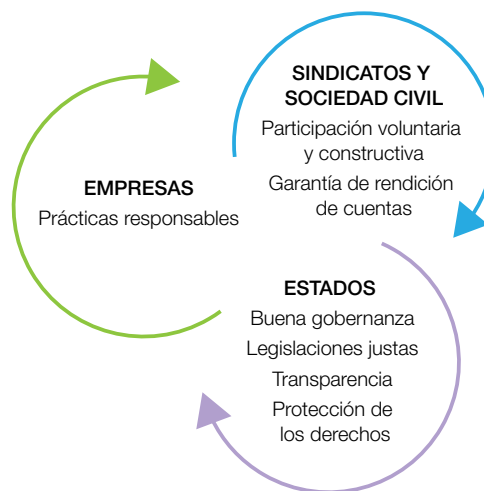 SINDICATOS Y
SOCIEDAD CIVIL
Participación voluntaria
y constructiva
Garantía de rendición
de cuentas
EMPRESAS
Prácticas responsables
ESTADOS
Buena gobernanza
Legislaciones justas
Transparencia
Protección de
los derechos